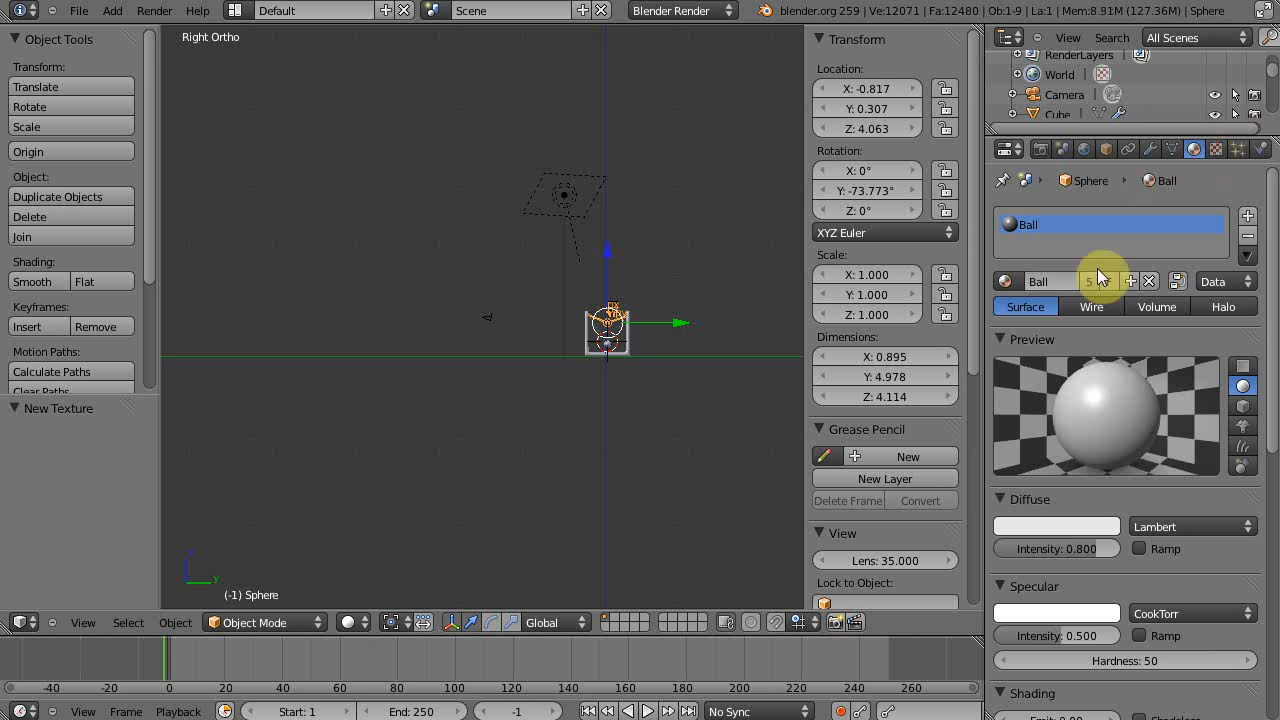 File Add Render Help Default Scene Blender Render blender.org 259 | Ve:12071 | Fa:12480 | Ob:1-9 | La:1 | Mem:8.81M (127.36M) | Sphere
Object Tools
Transform:
Translate
Rotate
Scale
Origin
Object:
Duplicate Objects
Delete
Join
Shading:
Smooth Flat
Keyframes:
Insert Remove
Motion Paths:
Calculate Paths
Clear Paths
New Texture
Right Ortho
z
y
(-1) Sphere
Transform
Location:
X: -0.817
Y: 0.307
Z: 4.063
Rotation:
X: 0°
Y: -73.773°
Z: 0°
XYZ Euler
Scale:
X: 1.000
Y: 1.000
Z: 1.000
Dimensions:
X: 0.895
Y: 4.978
Z: 4.114
Grease Pencil
New
New Layer
Delete Frame Convert
View
Lens: 35.000
Lock to Object:
View Search All Scenes
RenderLayers
World
Camera
Cube
Sphere Ball
Ball
Ball 5 F Data
Surface Wire Volume Halo
Preview
Diffuse
Lambert
Intensity: 0.800 Ramp
Specular
CookTorr
Intensity: 0.500 Ramp
Hardness: 50
Shading
View Select Object Object Mode Global
-40 -20 0 20 40 60 80 100 120 140 160 180 200 220 240 260
View Frame Playback Start: 1 End: 250 -1 No Sync